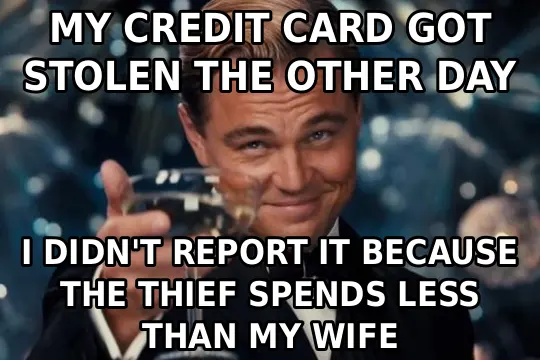 MY CREDIT CARD GOT
STOLEN THE OTHER DAY
I DIDN'T REPORT IT BECAUSE
THE THIEF SPENDS LESS
THAN MY WIFE